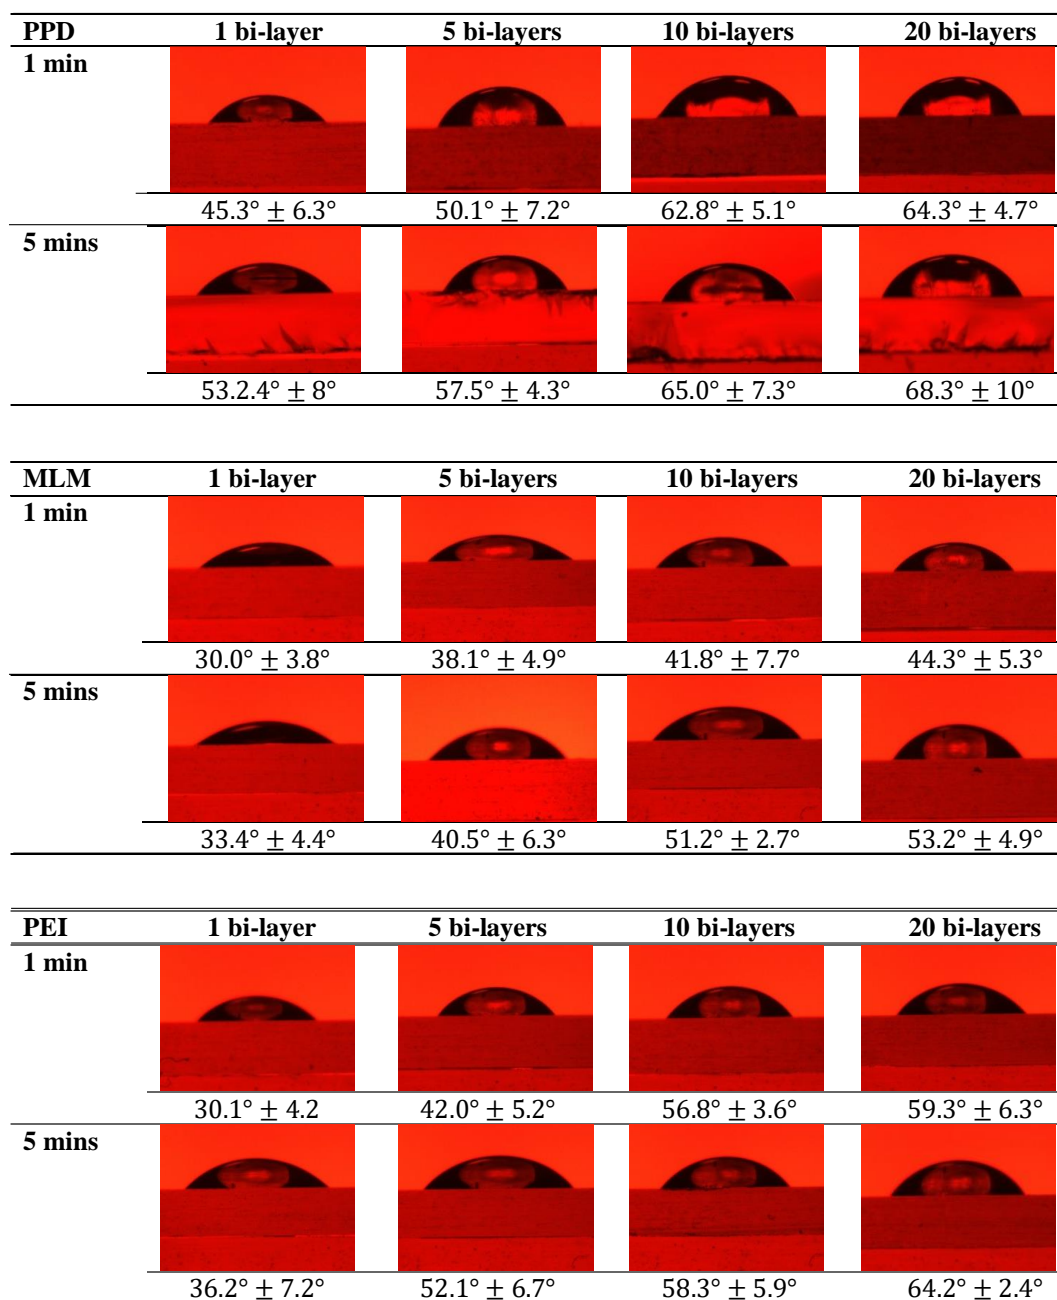 PPD 1 bi-layer 5 bi-layers 10 bi-layers 20 bi-layers
1 min
45.3° ± 6.3° 50.1° ± 7.2° 62.8° ± 5.1° 64.3° ± 4.7°
5 mins
53.2.4° ± 8° 57.5° ± 4.3° 65.0° ± 7.3° 68.3° ± 10°
MLM 1 bi-layer 5 bi-layers 10 bi-layers 20 bi-layers
1 min
30.0° ± 3.8° 38.1° ± 4.9° 41.8° ± 7.7° 44.3° ± 5.3°
5 mins
33.4° ± 4.4° 40.5° ± 6.3° 51.2° ± 2.7° 53.2° ± 4.9°
PEI 1 bi-layer 5 bi-layers 10 bi-layers 20 bi-layers
1 min
30.1° ± 4.2 42.0° ± 5.2° 56.8° ± 3.6° 59.3° ± 6.3°
5 mins
36.2° ± 7.2° 52.1° ± 6.7° 58.3° ± 5.9° 64.2° ± 2.4°